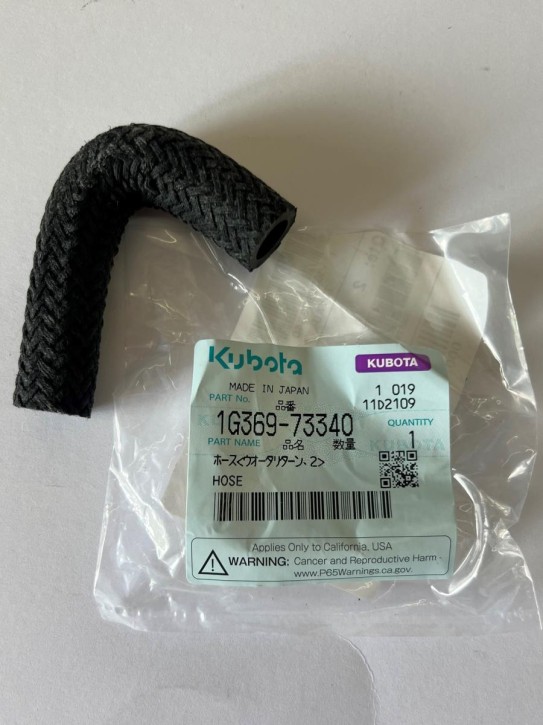 Kubota
KUBOTA
MADE IN JAPAN
1 019
PART No.
品番
11D2109
1G369-73340
QUANTITY
PART NAME
品名
数量
1
ホース<ウオータリターン、2>
HOSE
Applies Only to California, USA
WARNING: Cancer and Reproductive Harm -
www.P65Warnings.ca.gov.